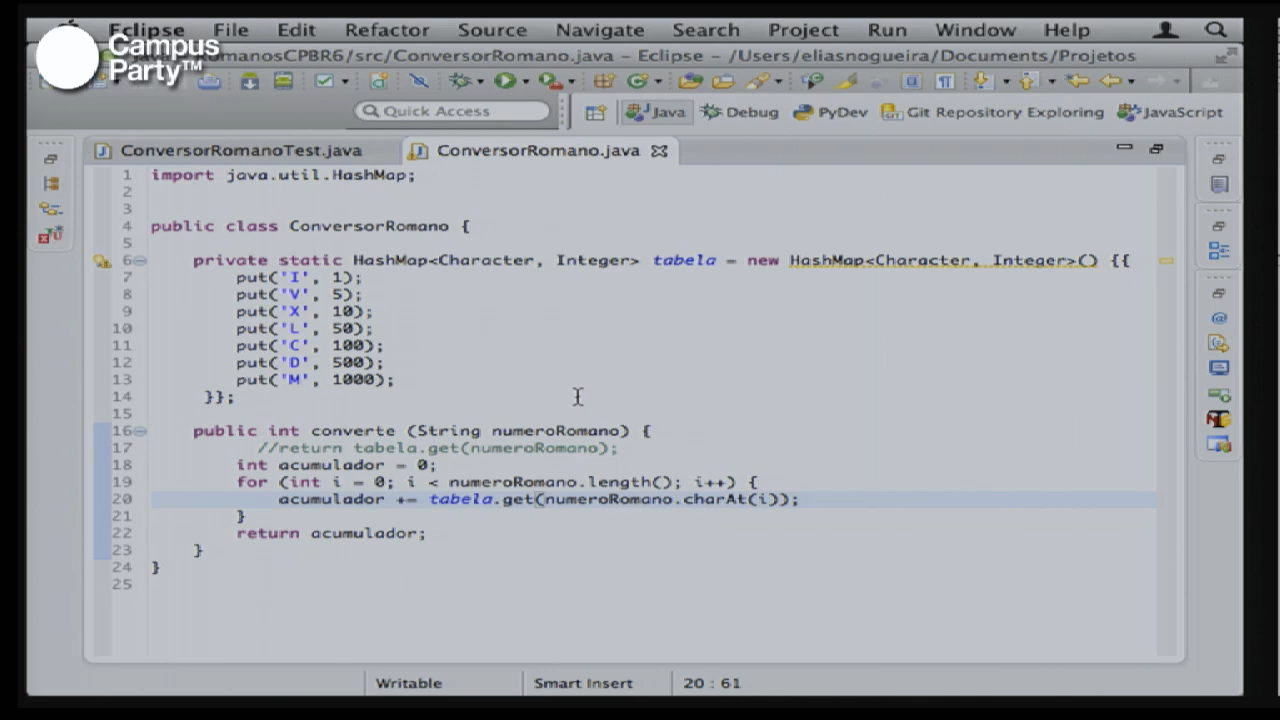 Eclipse File Edit Refactor Source Navigate Search Project Run Window Help
Campus
Party™
omanosCPBR6/src/ConversorRomano.java – Eclipse – /Users/eliasnogueira/Documents/Projetos
Quick Access
Java
Debug
PyDev
Git Repository Exploring
JavaScript
ConversorRomanoTest.java
ConversorRomano.java
1 import java.util.HashMap;
2
3
4 public class ConversorRomano {
5
6 private static HashMap<Character, Integer> tabela = new HashMap<Character, Integer>() {{
7 put('I', 1);
8 put('V', 5);
9 put('X', 10);
10 put('L', 50);
11 put('C', 100);
12 put('D', 500);
13 put('M', 1000);
14 }};
15
16 public int converte (String numeroRomano) {
17 //return tabela.get(numeroRomano);
18 int acumulador = 0;
19 for (int i = 0; i < numeroRomano.length(); i++) {
20 acumulador += tabela.get(numeroRomano.charAt(i));
21 }
22 return acumulador;
23 }
24 }
25
Writable
Smart Insert
20 : 61